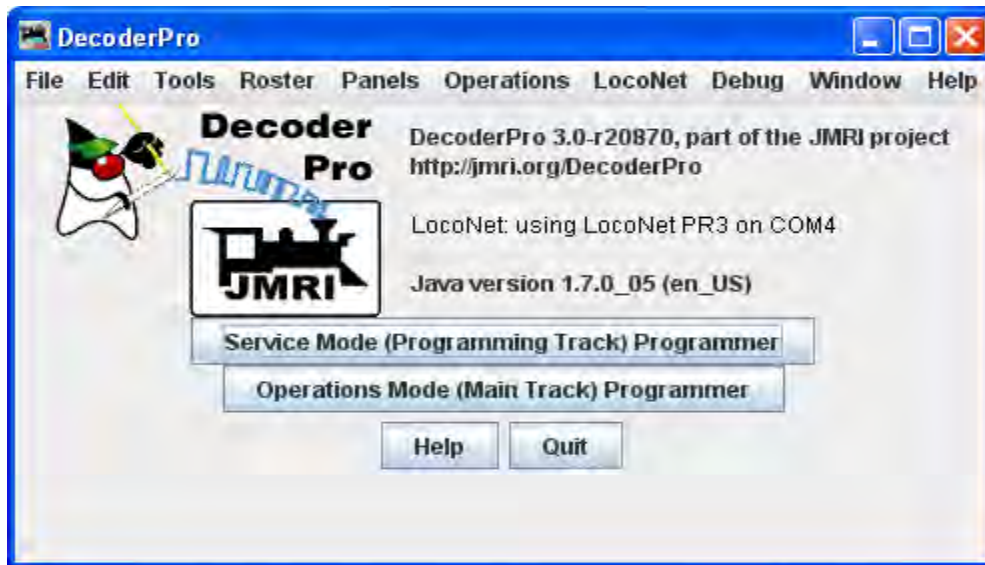 DecoderPro
File Edit Tools Roster Panels Operations LocoNet Debug Window Help
Decoder
Pro
JMRI
DecoderPro 3.0-r20870, part of the JMRI project
http://jmri.org/DecoderPro
LocoNet: using LocoNet PR3 on COM4
Java version 1.7.0_05 (en_US)
Service Mode (Programming Track) Programmer
Operations Mode (Main Track) Programmer
Help Quit